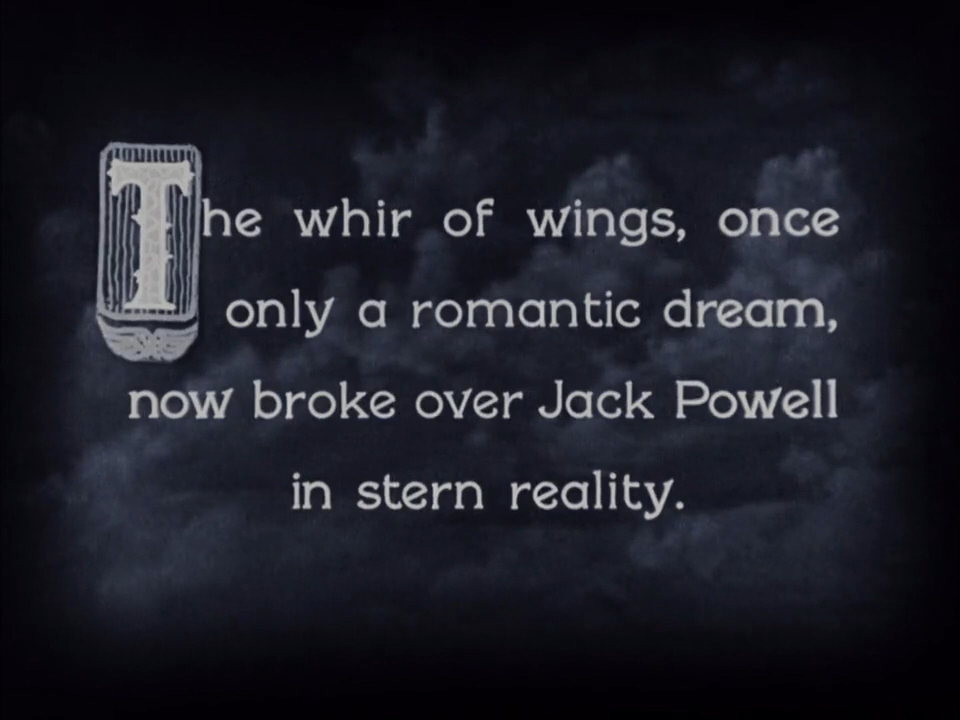 The whir of wings, once
only a romantic dream,
now broke over Jack Powell
in stern reality.